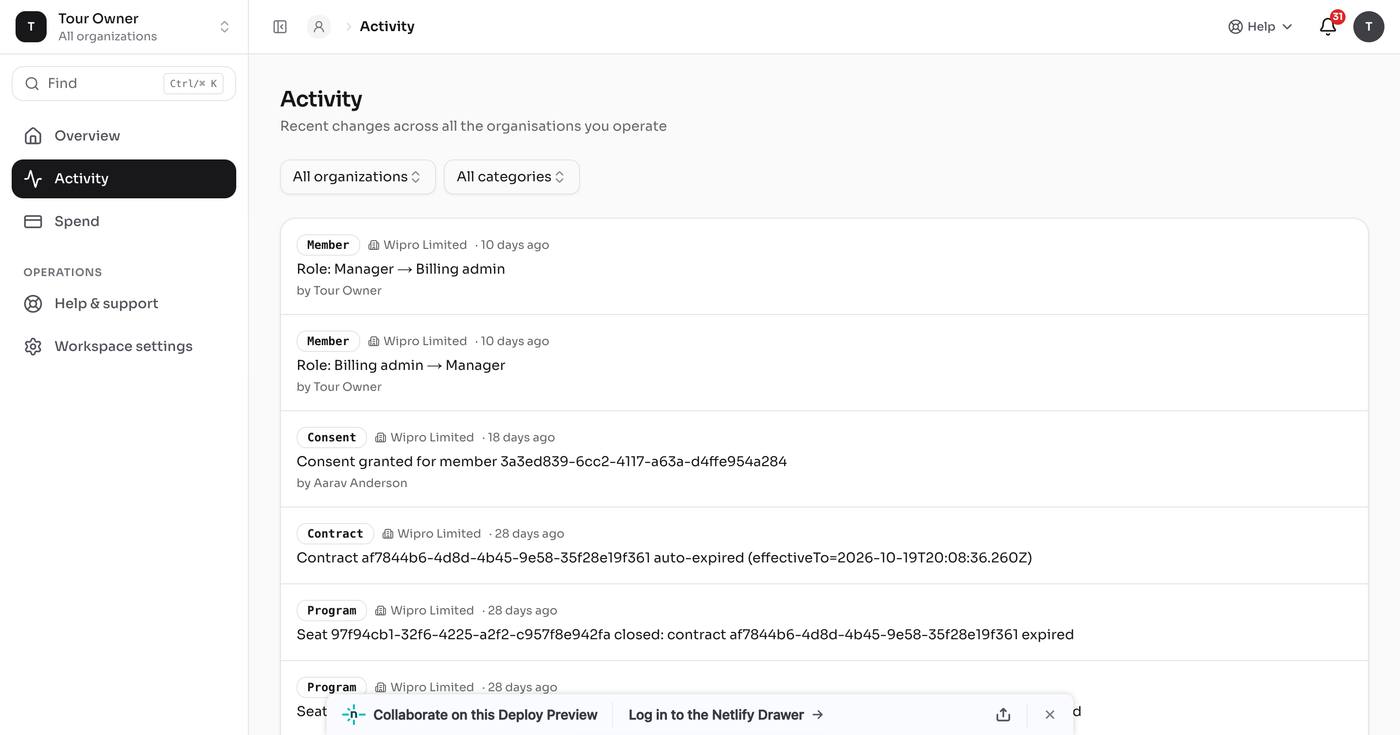 T
Tour Owner
All organizations
Activity
Help
31
T
Find
Ctrl/⌘ K
Overview
Activity
Spend
OPERATIONS
Help & support
Workspace settings
Activity
Recent changes across all the organisations you operate
All organizations
All categories
Member Wipro Limited · 10 days ago
Role: Manager → Billing admin
by Tour Owner
Member Wipro Limited · 10 days ago
Role: Billing admin → Manager
by Tour Owner
Consent Wipro Limited · 18 days ago
Consent granted for member 3a3ed839-6cc2-4117-a63a-d4ffe954a284
by Aarav Anderson
Contract Wipro Limited · 28 days ago
Contract af7844b6-4d8d-4b45-9e58-35f28e19f361 auto-expired (effectiveTo=2026-10-19T20:08:36.260Z)
Program Wipro Limited · 28 days ago
Seat 97f94cb1-32f6-4225-a2f2-c957f8e942fa closed: contract af7844b6-4d8d-4b45-9e58-35f28e19f361 expired
Program Wipro Limited · 28 days ago
Seat
n Collaborate on this Deploy Preview Log in to the Netlify Drawer →